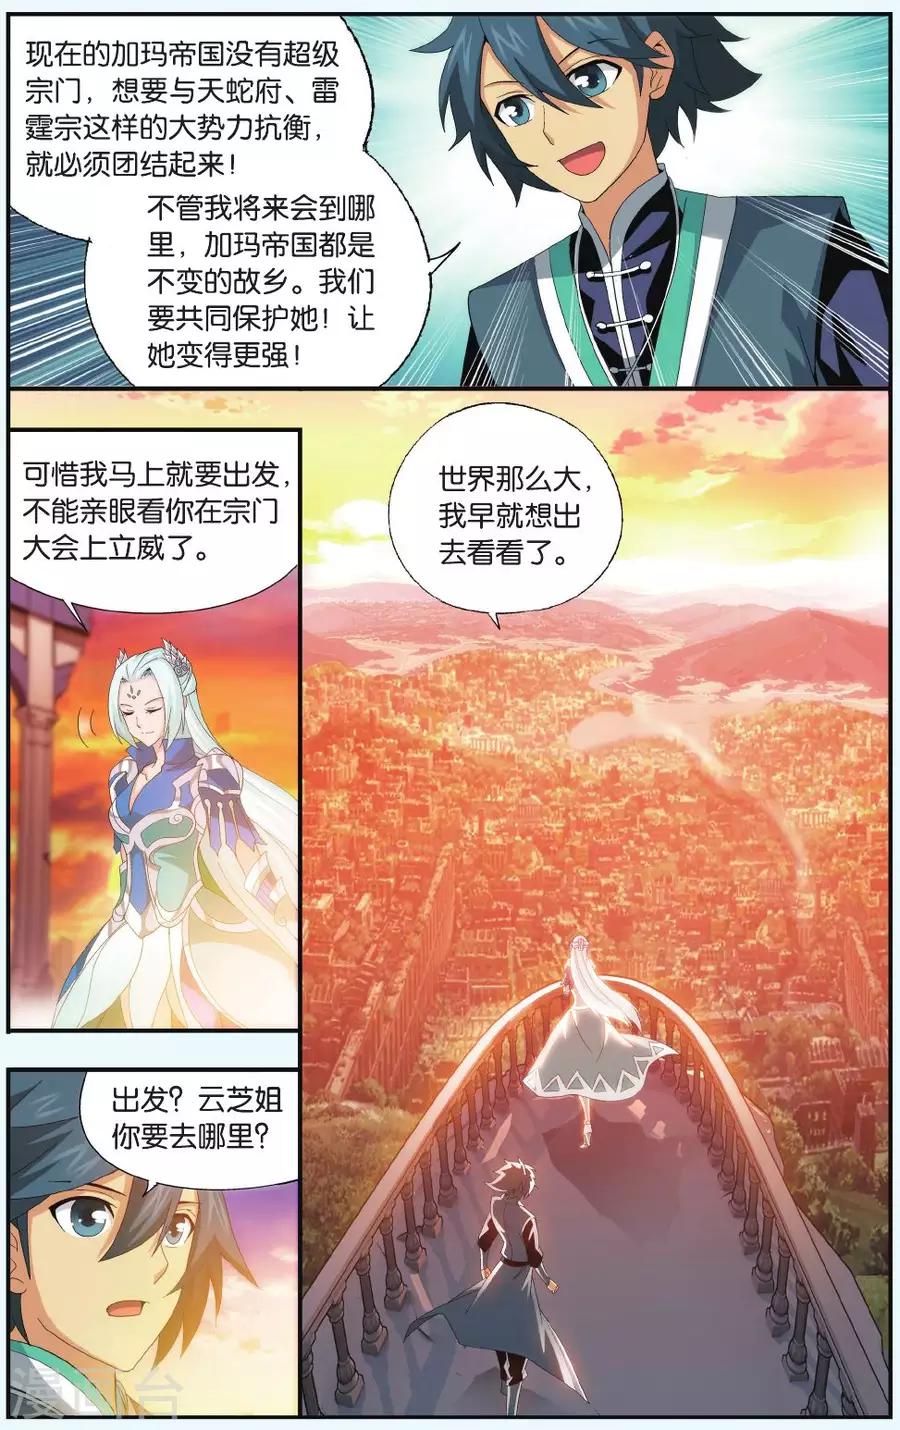 现在的加玛帝国没有超级
宗门，想要与天蛇府、雷
霆宗这样的大势力抗衡，
就必须团结起来！
不管我将来会到哪
里，加玛帝国都是
不变的故乡。我们
要共同保护她！让
她变得更强！
可惜我马上就要出发，
不能亲眼看你在宗门
大会上立威了。
出发？云芝姐
你要去哪里？
世界那么大，
我早就想出
去看看了。
漫画台